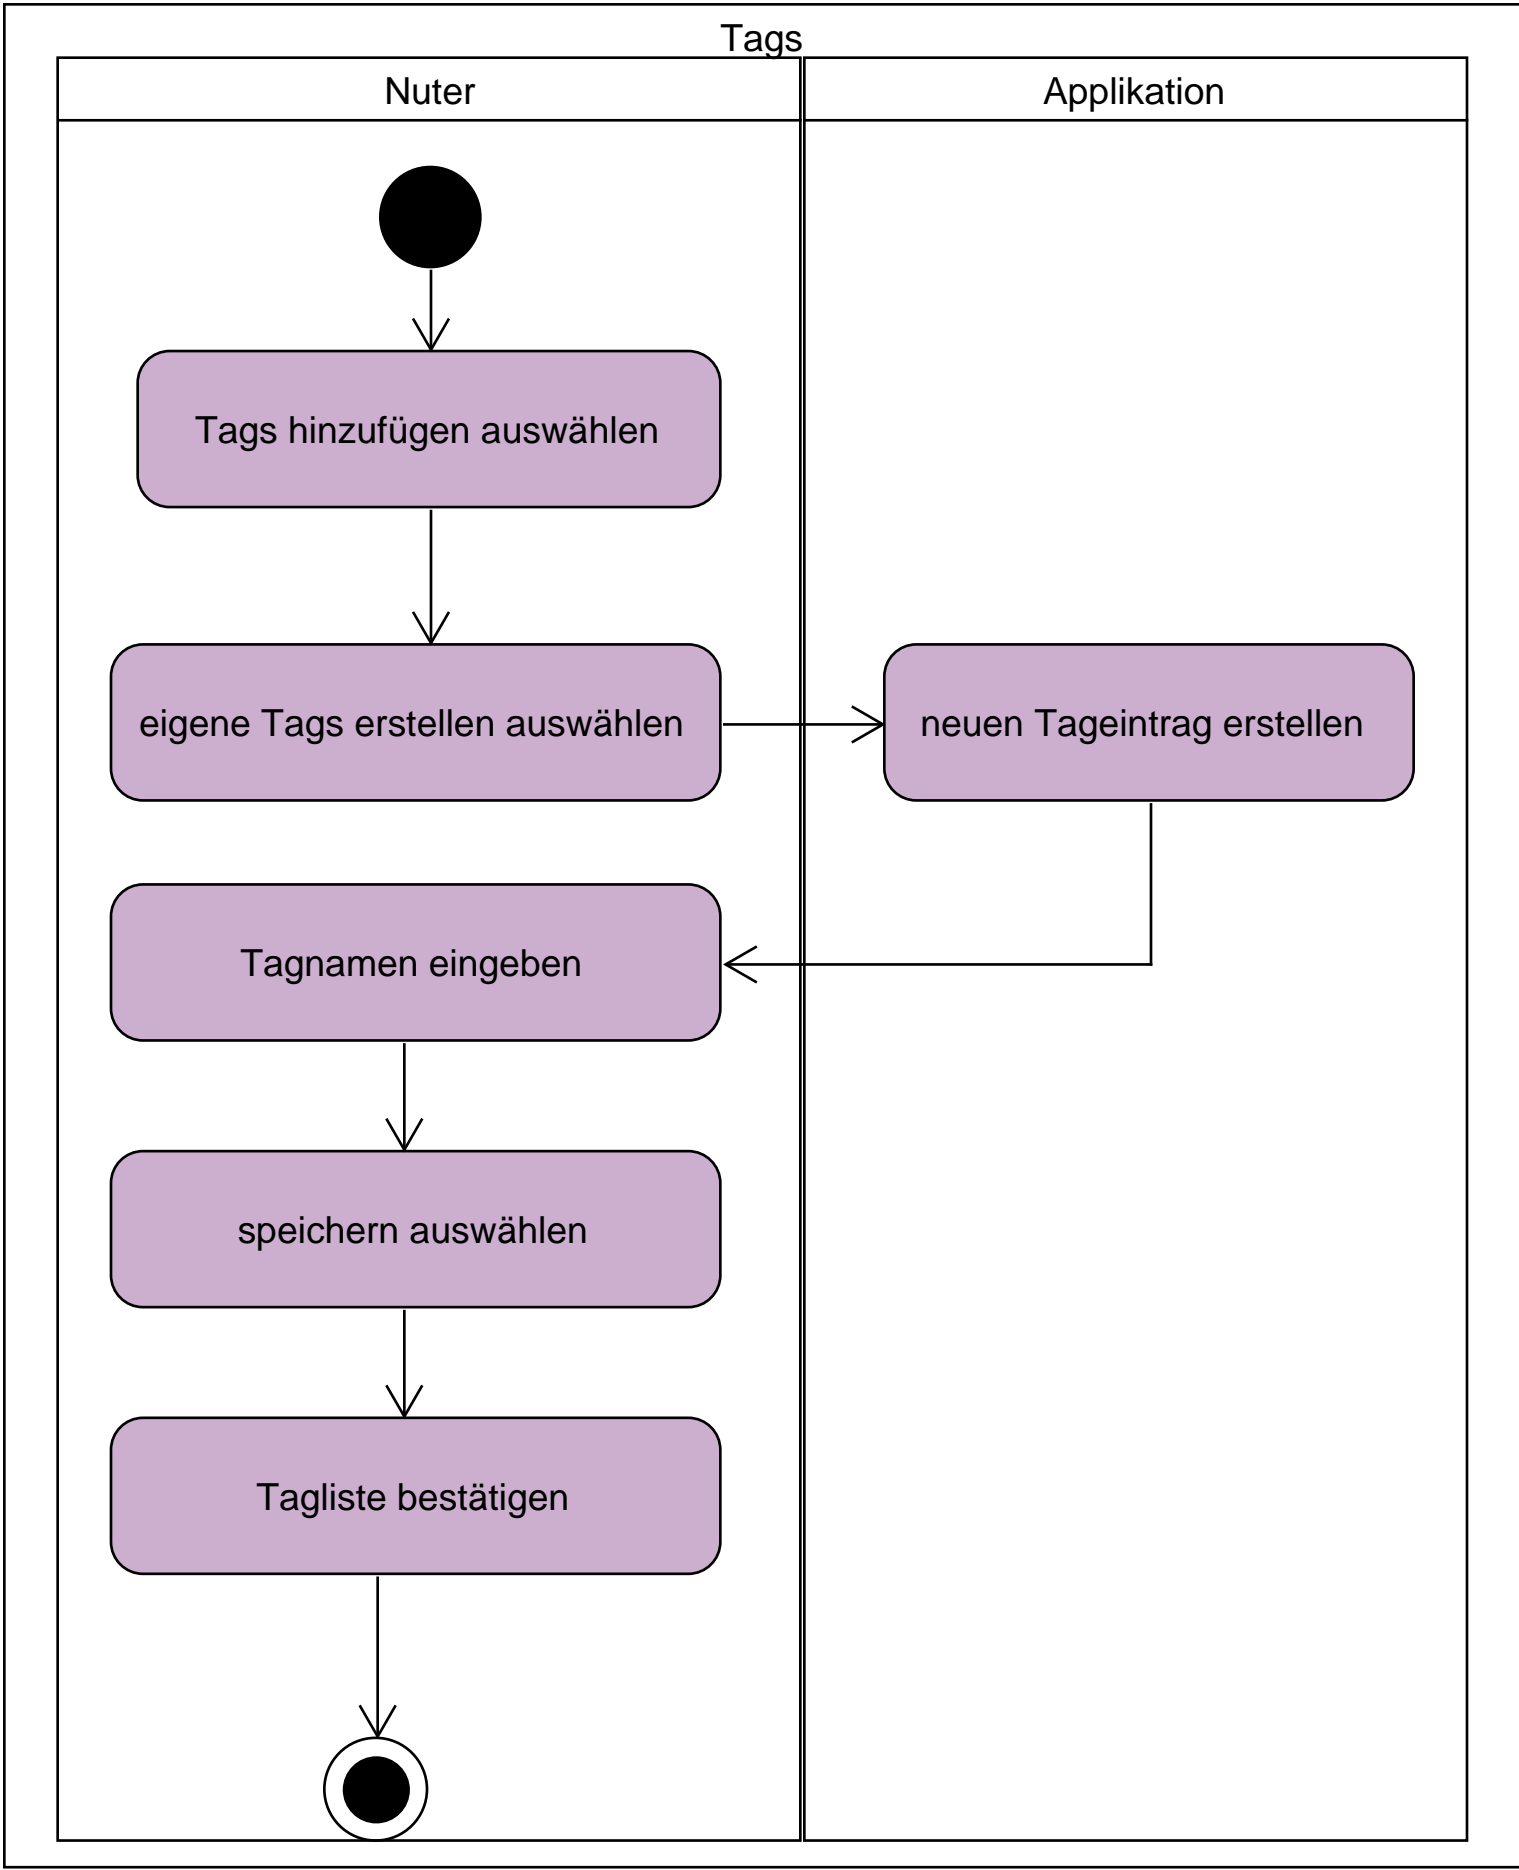 Tags
Nuter
Applikation
Tags hinzufügen auswählen
eigene Tags erstellen auswählen
neuen Tageintrag erstellen
Tagnamen eingeben
speichern auswählen
Tagliste bestätigen